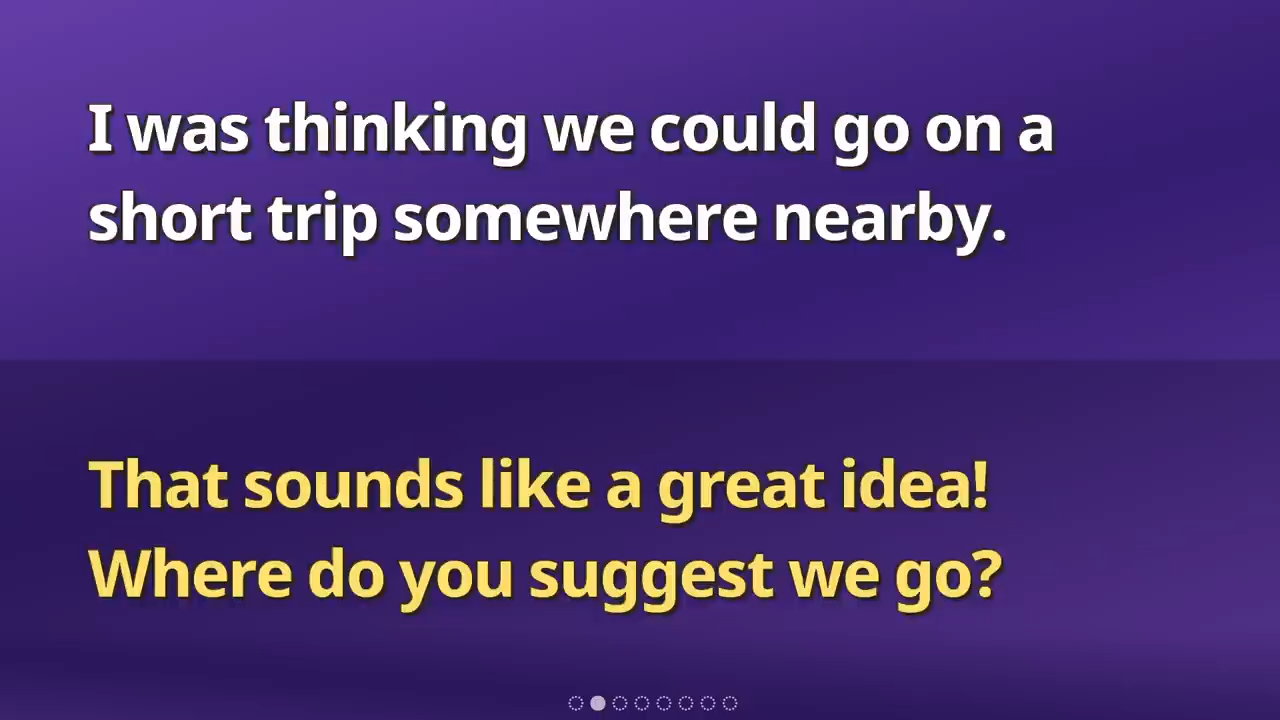 I was thinking we could go on a
short trip somewhere nearby.
That sounds like a great idea!
Where do you suggest we go?